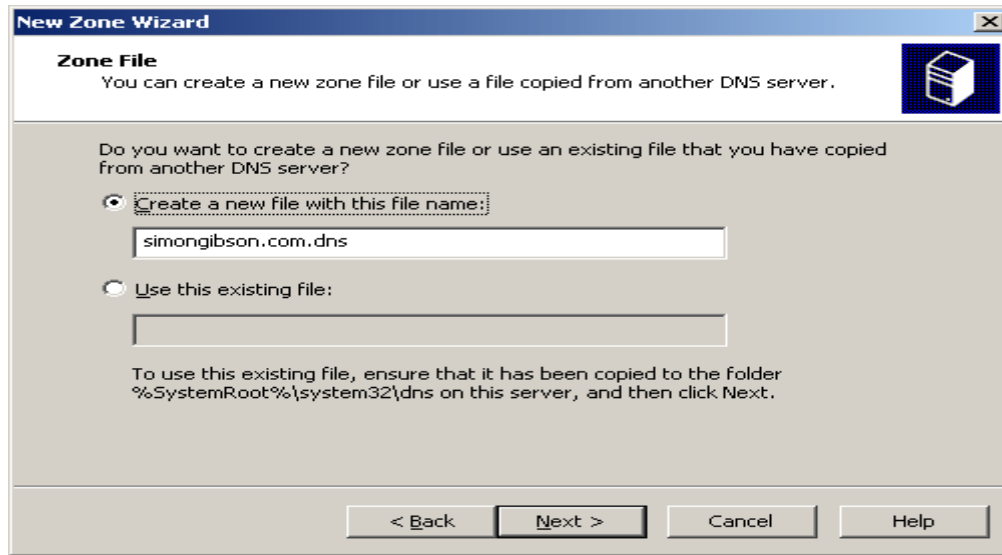 New Zone Wizard
Zone File
You can create a new zone file or use a file copied from another DNS server.
Do you want to create a new zone file or use an existing file that you have copied
from another DNS server?
Create a new file with this file name:
simongibson.com.dns
Use this existing file:
To use this existing file, ensure that it has been copied to the folder
%SystemRoot%\system32\dns on this server, and then click Next.
< Back Next > Cancel Help